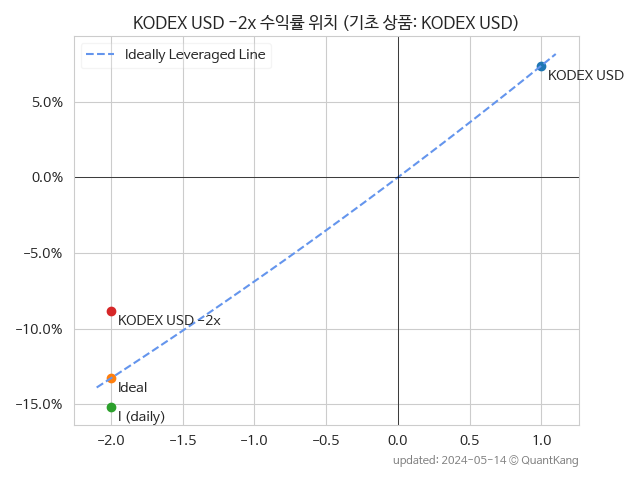 KODEX USD -2x 수익률 위치 (기초 상품: KODEX USD)
Ideally Leveraged Line
KODEX USD
5.0%
0.0%
-5.0%
KODEX USD -2x
-10.0%
Ideal
-15.0%
I (daily)
-2.0 -1.5 -1.0 -0.5 0.0 0.5 1.0
updated: 2024-05-14 © QuantKang